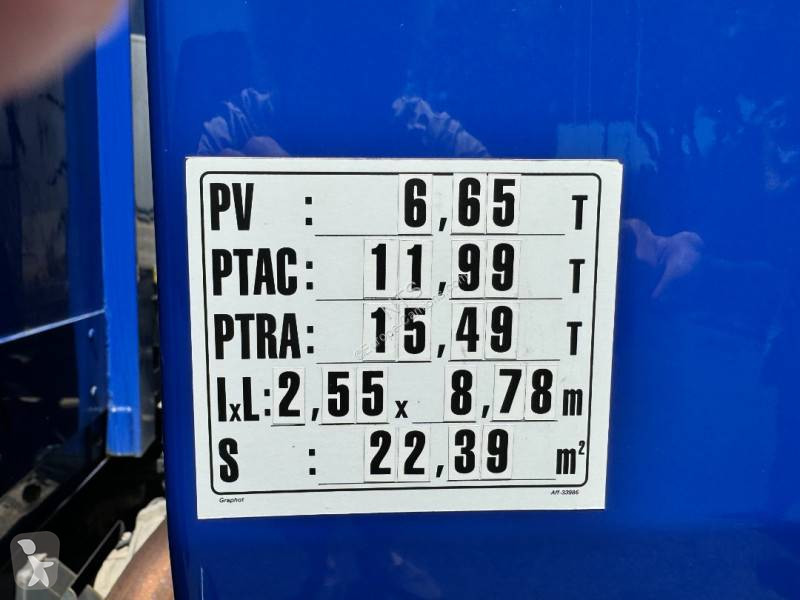 PV : 6,65 T
PTAC: 11,99 T
PTRA: 15,49 T
lxL: 2,55 x 8,78 m
S : 22,39 m²
Graphot Aff-33986